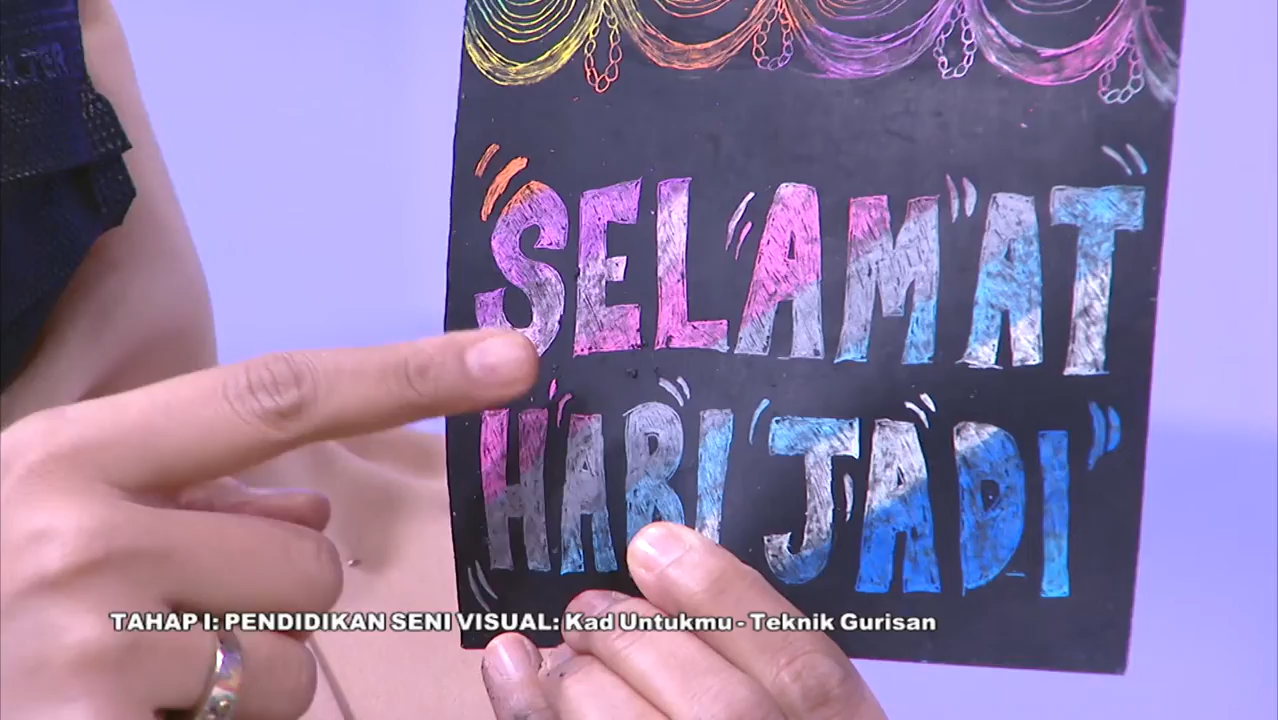 SELAMAT
HARI JADI
TAHAP I: PENDIDIKAN SENI VISUAL: Kad Untukmu - Teknik Gurisan